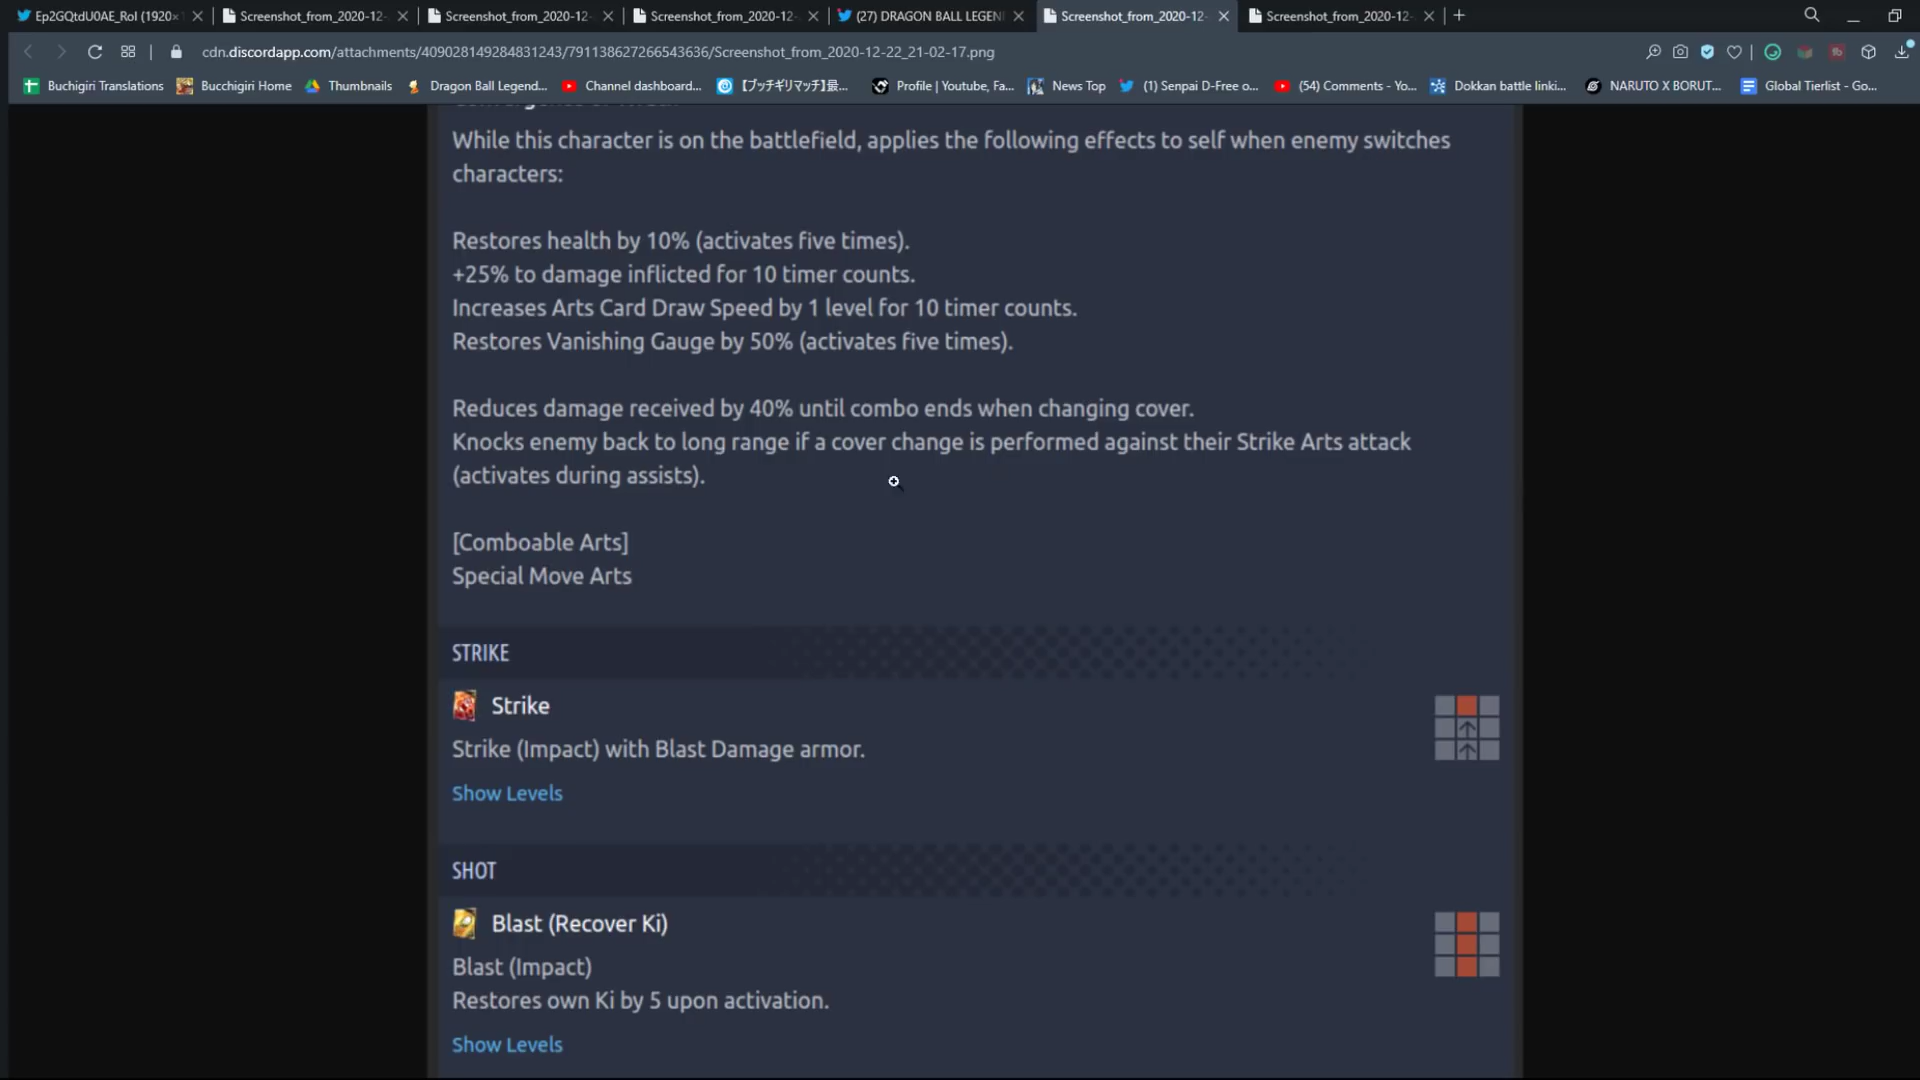 Ep2GQtdU0AE_RoI (1920×
Screenshot_from_2020-12-
Screenshot_from_2020-12-
Screenshot_from_2020-12-
(27) DRAGON BALL LEGEN
Screenshot_from_2020-12-
Screenshot_from_2020-12-
cdn.discordapp.com/attachments/409028149284831243/791138627266543636/Screenshot_from_2020-12-22_21-02-17.png
Buchigiri Translations
Bucchigiri Home
Thumbnails
Dragon Ball Legend...
Channel dashboard...
【ブッチギリマッチ】最...
Profile | Youtube, Fa...
News Top
(1) Senpai D-Free o...
(54) Comments - Yo...
Dokkan battle linki...
NARUTO X BORUT...
Global Tierlist - Go...
While this character is on the battlefield, applies the following effects to self when enemy switches
characters:
Restores health by 10% (activates five times).
+25% to damage inflicted for 10 timer counts.
Increases Arts Card Draw Speed by 1 level for 10 timer counts.
Restores Vanishing Gauge by 50% (activates five times).
Reduces damage received by 40% until combo ends when changing cover.
Knocks enemy back to long range if a cover change is performed against their Strike Arts attack
(activates during assists).
[Comboable Arts]
Special Move Arts
STRIKE
Strike
Strike (Impact) with Blast Damage armor.
Show Levels
SHOT
Blast (Recover Ki)
Blast (Impact)
Restores own Ki by 5 upon activation.
Show Levels